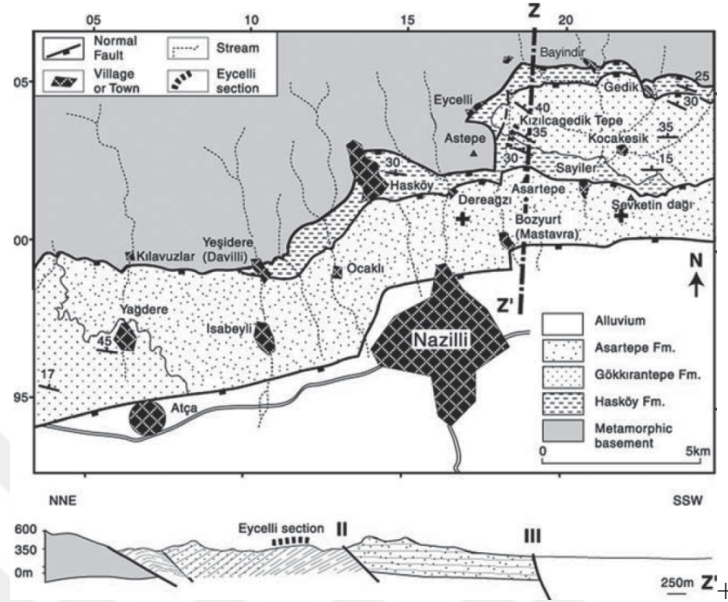 05 10 15 Z 20
Normal Fault
Stream
Village or Town
Eycelli section
05
00
95
Bayindir
Gedik
25
30
Eycelli
40
Kızılcagedik Tepe
35
Kocakesik
35
Astepe
30
Sayiler
15
30
Hasköy
Dereağzı
Asartepe
Şevketin dağı
Bozyurt
(Mastavra)
Kılavuzlar
Yeşidere
(Davilli)
Ocaklı
N
Z'
Yağdere
45
Isabeyli
Nazilli
17
Atça
Alluvium
Asartepe Fm.
Gökkırantepe Fm.
Hasköy Fm.
Metamorphic basement
0 5km
NNE SSW
600
350
0m
Eycelli section II III
250m Z'